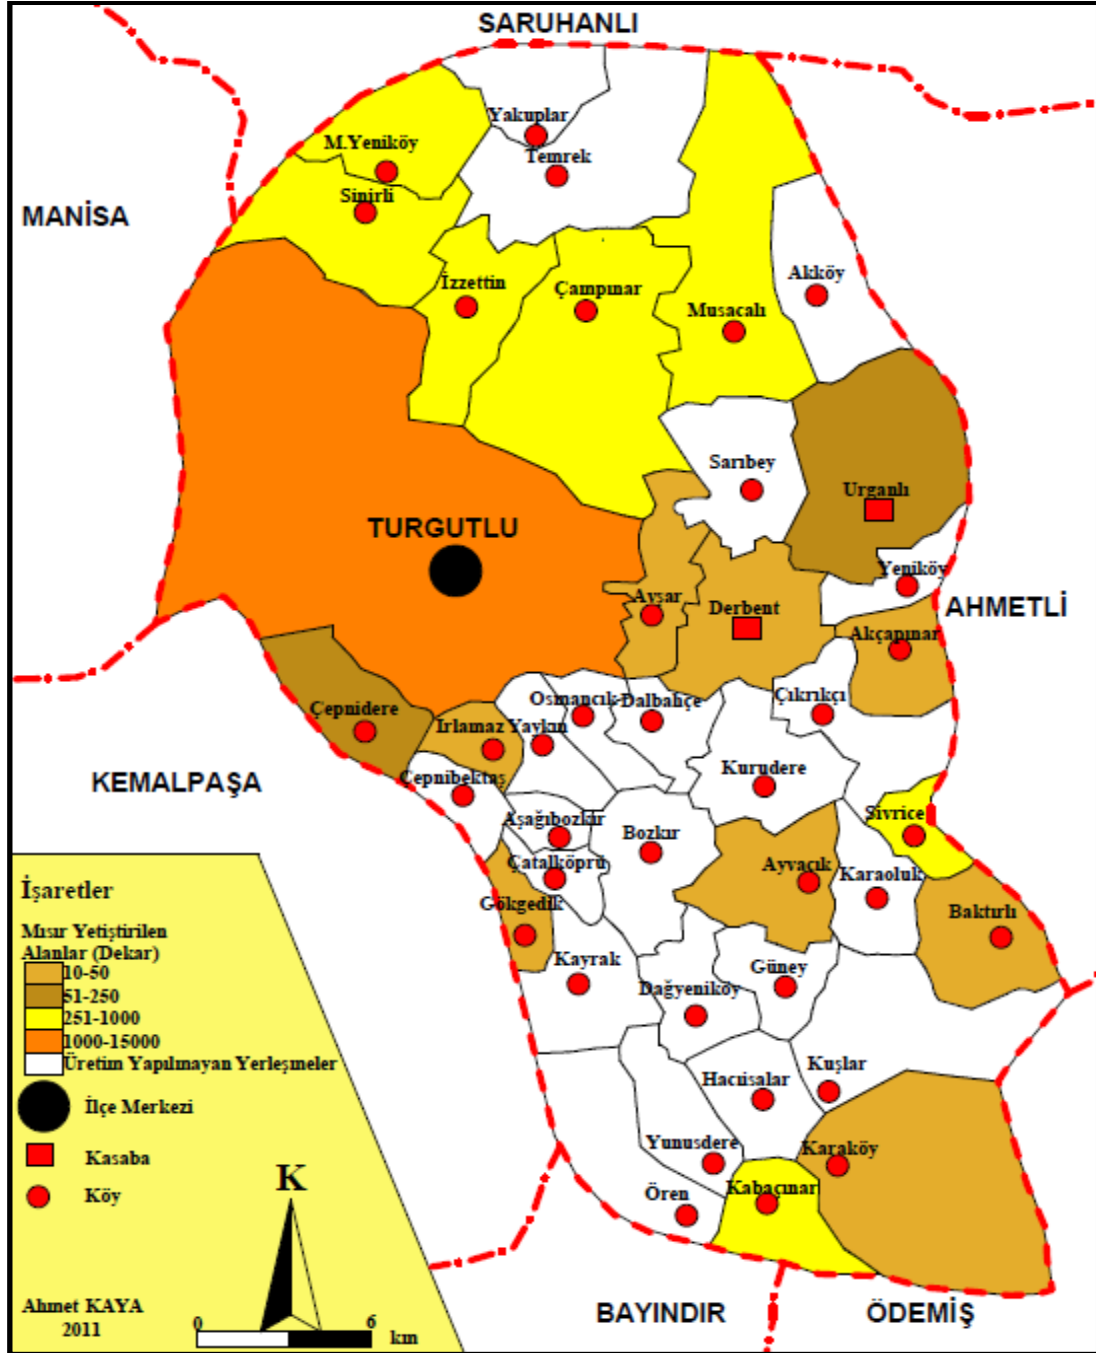 SARUHANLI
Yakuplar
M.Yeniköy
Temrek
Sinirli
MANİSA
Akköy
İzzettin
Çampınar
Musacalı
Sarıbey
Urganlı
TURGUTLU
Yeniköy
Avşar
Derbent
AHMETLİ
Akçapınar
Çıkrıkçı
Osmancık
Dalbahçe
Çepnidere
Irlamaz
Yaykın
Kurudere
Çepnibektaş
KEMALPAŞA
Sivrice
Aşağıbozkır
Bozkır
Çatalköprü
Ayvacık
Karaoluk
Gökgedik
Baktırlı
Kayrak
Güney
Dağyeniköy
Kuşlar
Hacıisalar
Yunusdere
Karaköy
Kabaçınar
Ören
İşaretler
Mısır Yetiştirilen
Alanlar (Dekar)
10-50
51-250
251-1000
1000-15000
Üretim Yapılmayan Yerleşmeler
İlçe Merkezi
Kasaba
Köy
K
Ahmet KAYA
2011
0
6
km
BAYINDIR
ÖDEMİŞ